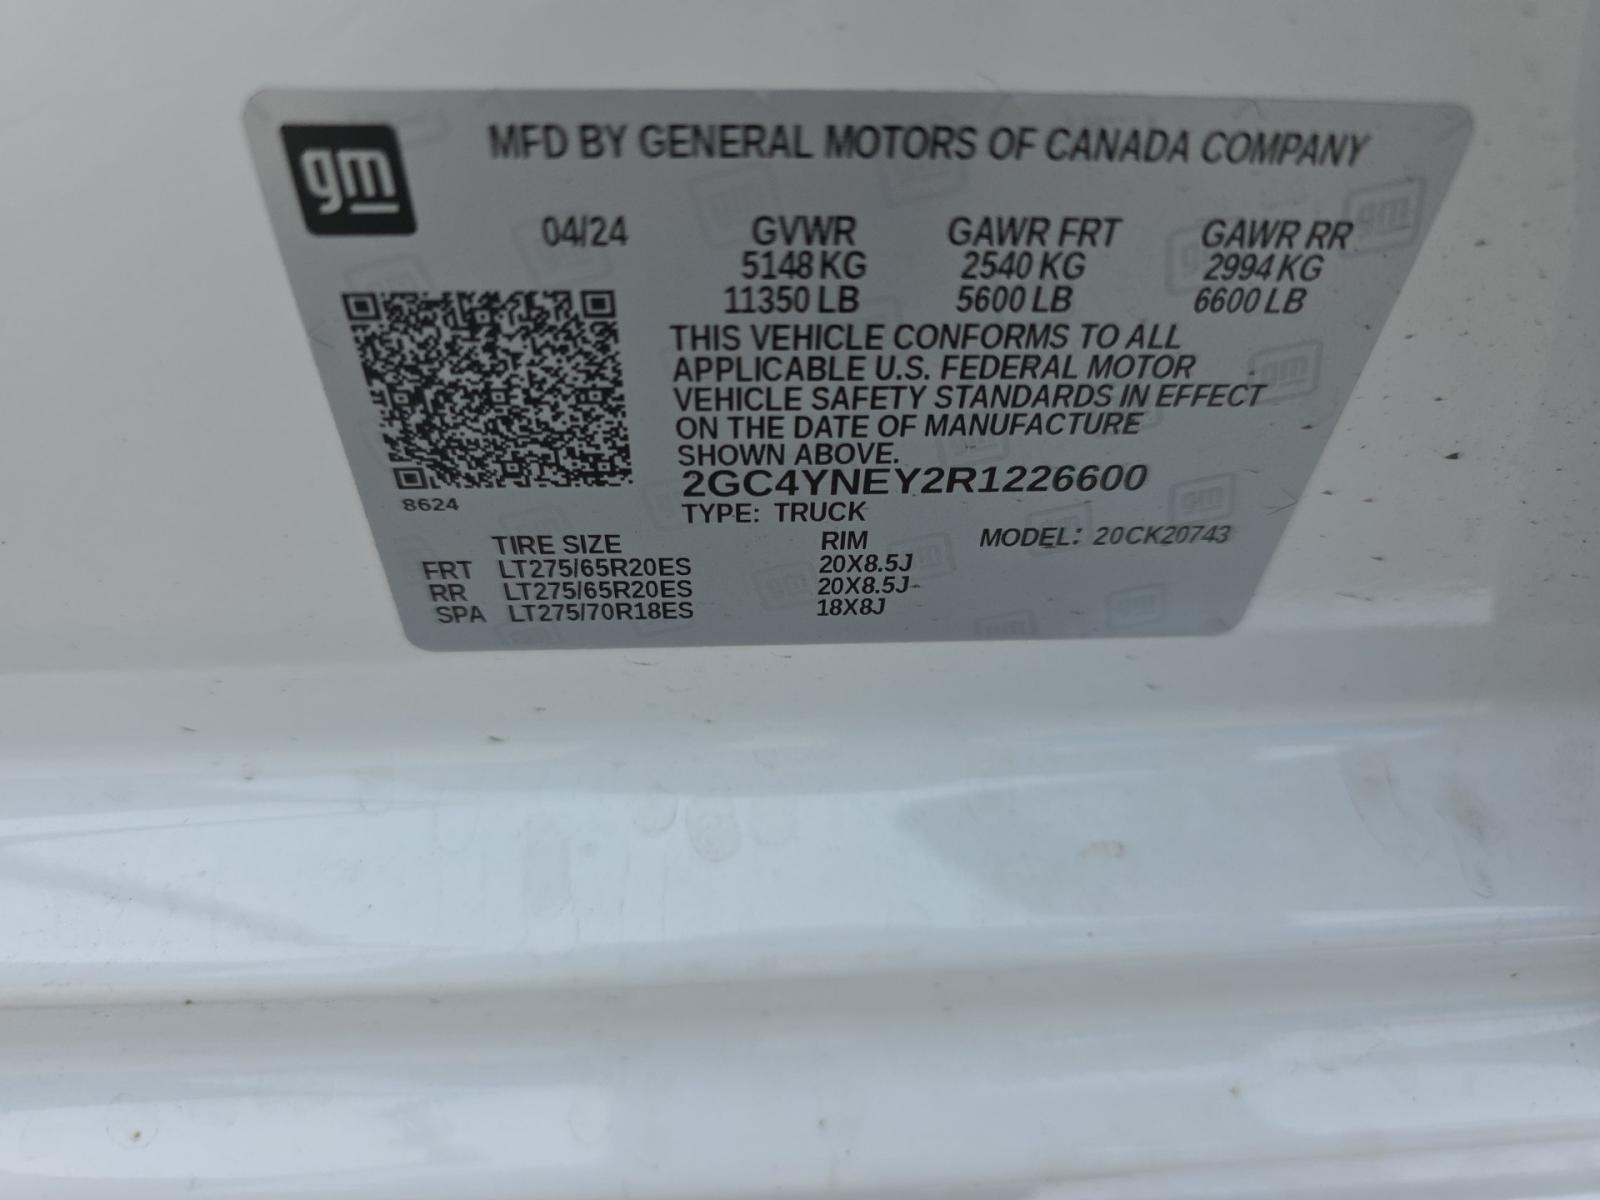 gm
MFD BY GENERAL MOTORS OF CANADA COMPANY
04/24 GVWR GAWR FRT GAWR RR
5148 KG 2540 KG 2994 KG
11350 LB 5600 LB 6600 LB
THIS VEHICLE CONFORMS TO ALL
APPLICABLE U.S. FEDERAL MOTOR
VEHICLE SAFETY STANDARDS IN EFFECT
ON THE DATE OF MANUFACTURE
SHOWN ABOVE.
2GC4YNEY2R1226600
8624
TYPE: TRUCK
TIRE SIZE RIM MODEL: 20CK20743
FRT LT275/65R20ES 20X8.5J
RR LT275/65R20ES 20X8.5J
SPA LT275/70R18ES 18X8J